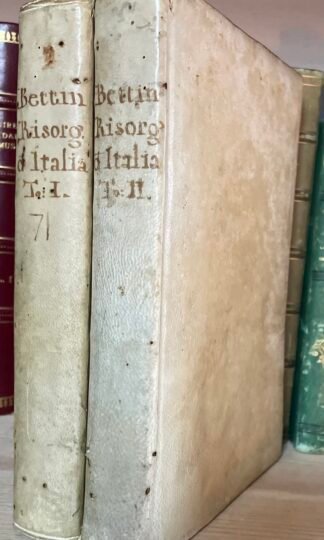 Bettin
Risorg
d'Italia
T. I.
71
Bettin
Risorg
d'Italia
T. II.